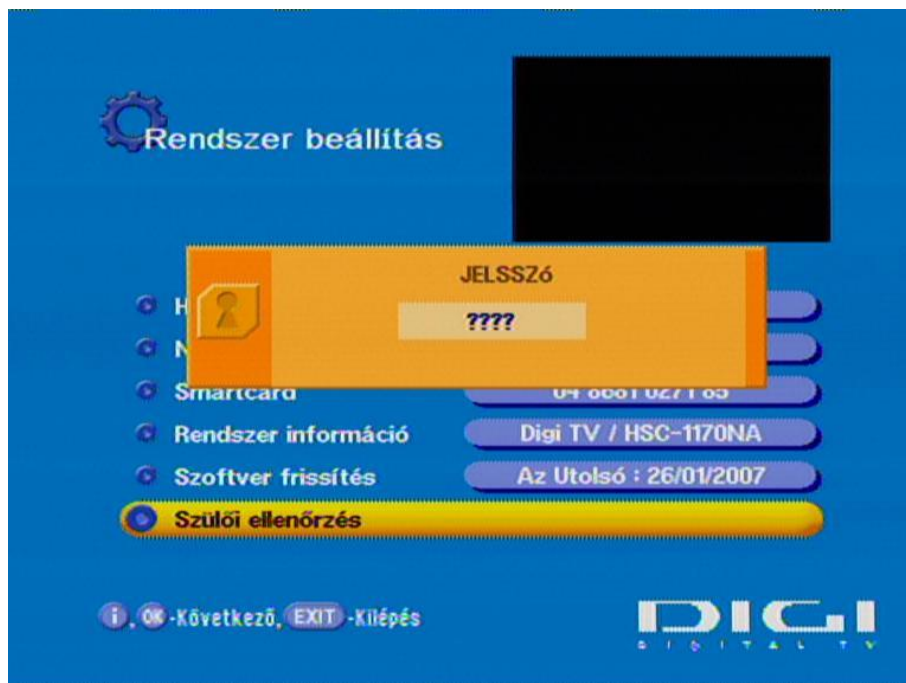 Rendszer beállítás
JELSSZó
????
H
N
Smartcard
Rendszer információ Digi TV / HSC-1170NA
Szoftver frissítés Az Utolsó : 26/01/2007
Szülői ellenőrzés
i, OK -Következő, EXIT -Kilépés
DIGI
DIGITAL TV